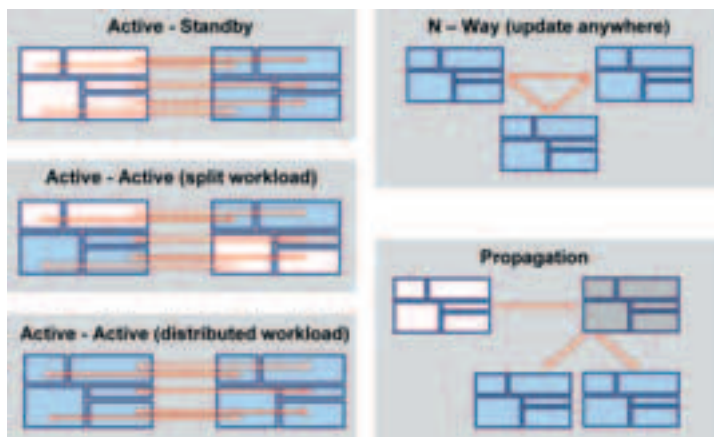 Active - Standby
N – Way (update anywhere)
Active - Active (split workload)
Propagation
Active - Active (distributed workload)